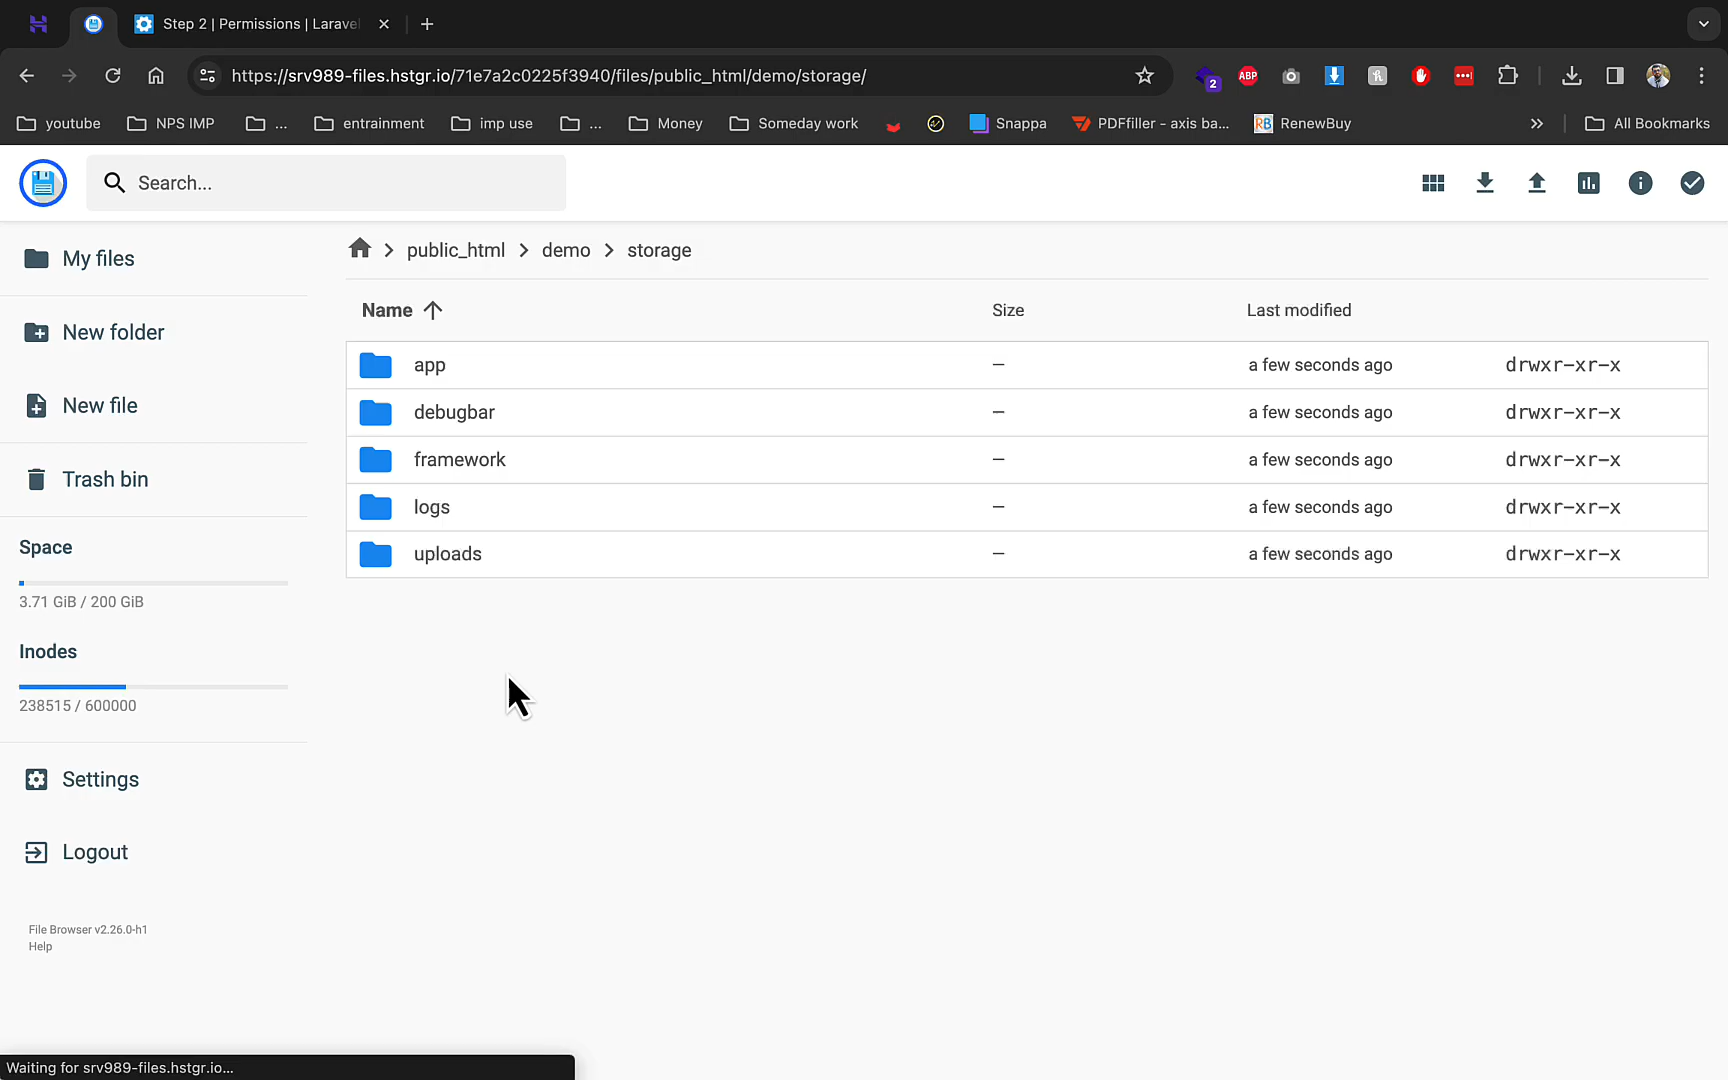 Step 2 | Permissions | Larave
https://srv989-files.hstgr.io/71e7a2c0225f3940/files/public_html/demo/storage/
2
ABP
youtube
NPS IMP
...
entrainment
imp use
...
Money
Someday work
Snappa
PDFfiller - axis ba...
RB
RenewBuy
All Bookmarks
Search...
My files
New folder
New file
Trash bin
Space
3.71 GiB / 200 GiB
Inodes
238515 / 600000
Settings
Logout
File Browser v2.26.0-h1
Help
public_html
demo
storage
Name
Size
Last modified
app — a few seconds ago drwxr-xr-x
debugbar — a few seconds ago drwxr-xr-x
framework — a few seconds ago drwxr-xr-x
logs — a few seconds ago drwxr-xr-x
uploads — a few seconds ago drwxr-xr-x
Waiting for srv989-files.hstgr.io...